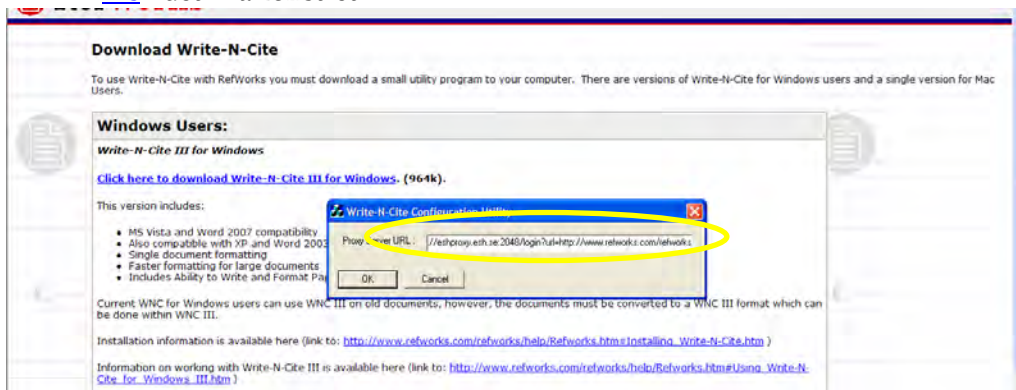 Download Write-N-Cite
To use Write-N-Cite with RefWorks you must download a small utility program to your computer. There are versions of Write-N-Cite for Windows users and a single version for Mac
Users.
Windows Users:
Write-N-Cite III for Windows
Click here to download Write-N-Cite III for Windows. (964k).
This version includes:
Write-N-Cite Configuration Utility
• MS Vista and Word 2007 compatibility
• Also compatible with XP and Word 2003
Proxy Server URL : //eshproxy.esh.se:2048/login?url=http://www.refworks.com/refworks
• Single document formatting
• Faster formatting for large documents
• Includes Ability to Write and Format Pa
OK Cancel
Current WNC for Windows users can use WNC III on old documents, however, the documents must be converted to a WNC III format which can
be done within WNC III.
Installation information is available here (link to: http://www.refworks.com/refworks/help/Refworks.htm#Installing_Write-N-Cite.htm )
Information on working with Write-N-Cite III is available here (link to: http://www.refworks.com/refworks/help/Refworks.htm#Using_Write-N-
Cite_for_Windows_III.htm )